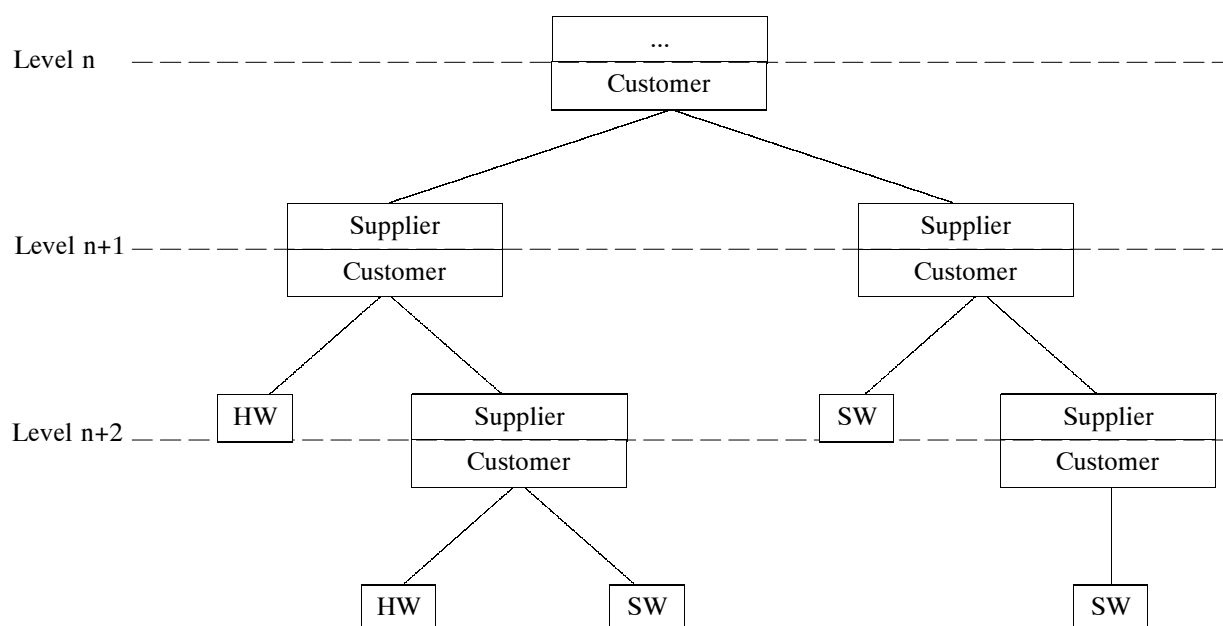 ...
Level n
Customer
Supplier Supplier
Level n+1
Customer Customer
HW Supplier SW Supplier
Level n+2
Customer Customer
HW SW SW